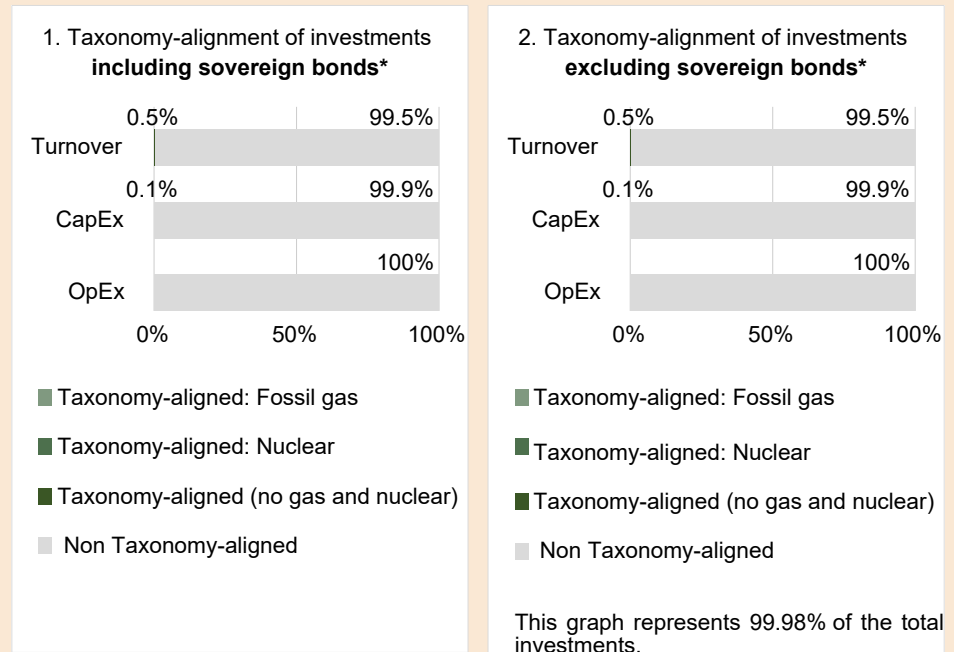 1. Taxonomy-alignment of investments
including sovereign bonds*
0.5% 99.5%
Turnover
0.1% 99.9%
CapEx
100%
OpEx
0% 50% 100%
Taxonomy-aligned: Fossil gas
Taxonomy-aligned: Nuclear
Taxonomy-aligned (no gas and nuclear)
Non Taxonomy-aligned
2. Taxonomy-alignment of investments
excluding sovereign bonds*
0.5% 99.5%
Turnover
0.1% 99.9%
CapEx
100%
OpEx
0% 50% 100%
Taxonomy-aligned: Fossil gas
Taxonomy-aligned: Nuclear
Taxonomy-aligned (no gas and nuclear)
Non Taxonomy-aligned
This graph represents 99.98% of the total
investments.